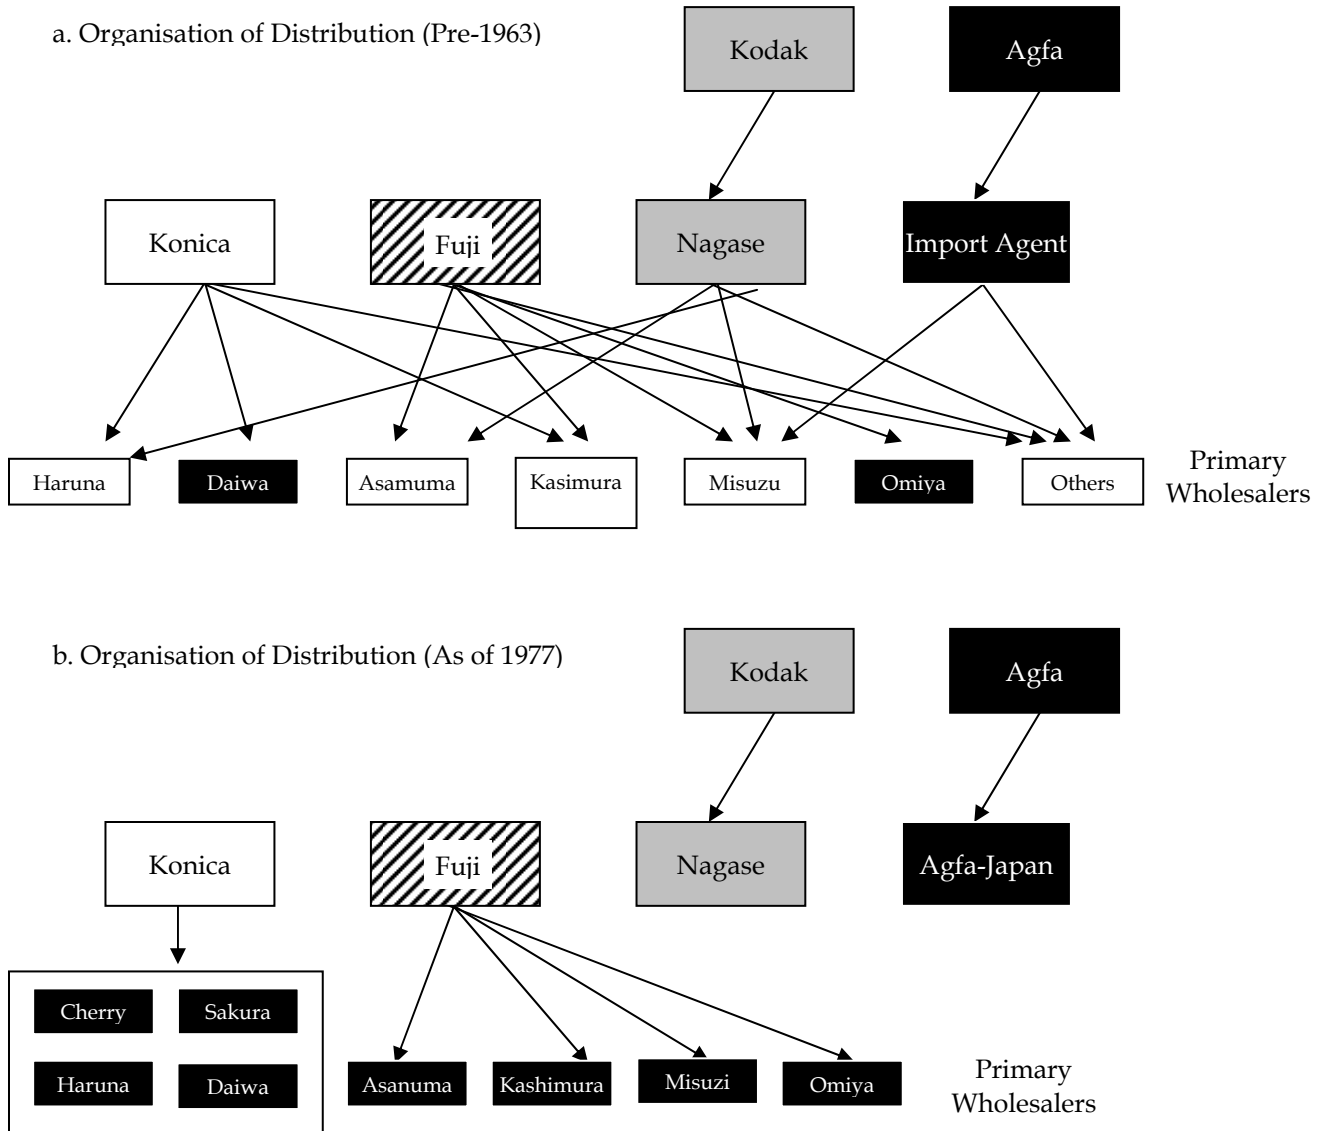 a. Organisation of Distribution (Pre-1963)
Kodak
Agfa
Konica
Fuji
Nagase
Import Agent
Haruna
Daiwa
Asamuma
Kasimura
Misuzu
Omiya
Others
Primary
Wholesalers
b. Organisation of Distribution (As of 1977)
Kodak
Agfa
Konica
Fuji
Nagase
Agfa-Japan
Cherry
Sakura
Haruna
Daiwa
Asanuma
Kashimura
Misuzi
Omiya
Primary
Wholesalers